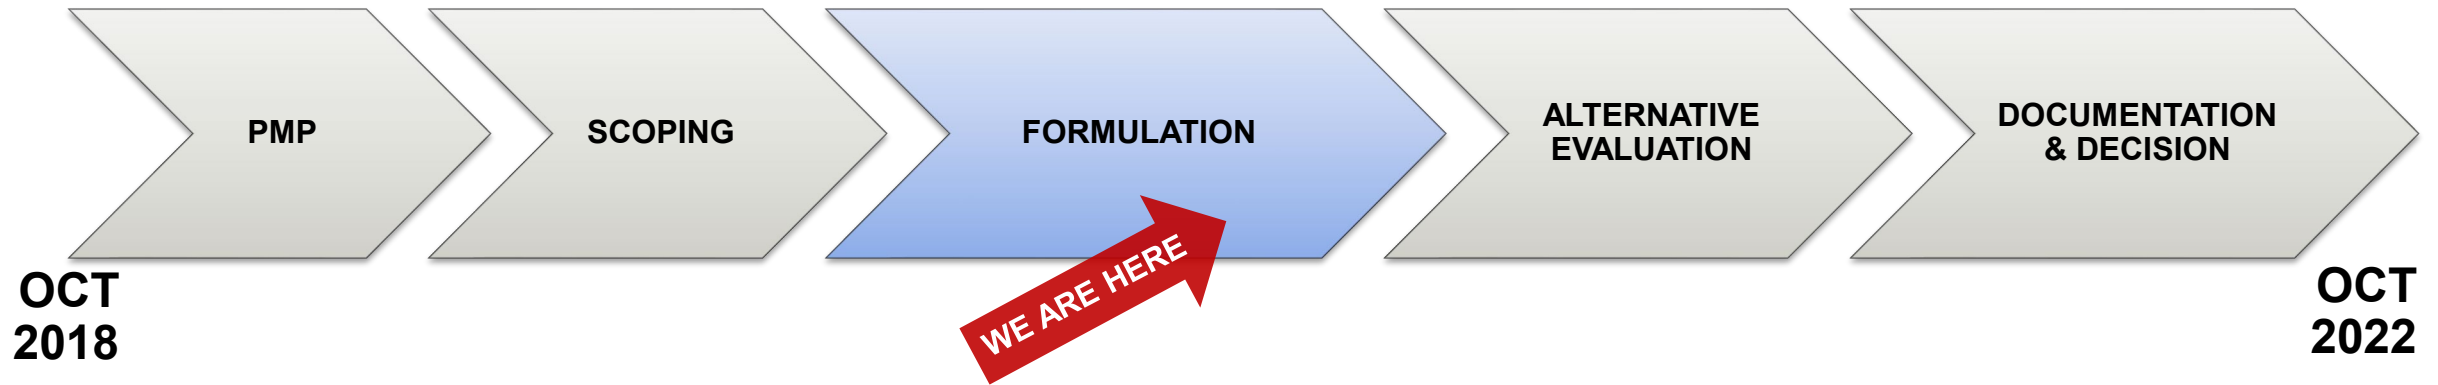 PMP
SCOPING
FORMULATION
ALTERNATIVE
EVALUATION
DOCUMENTATION
& DECISION
WE ARE HERE
OCT
2018
OCT
2022